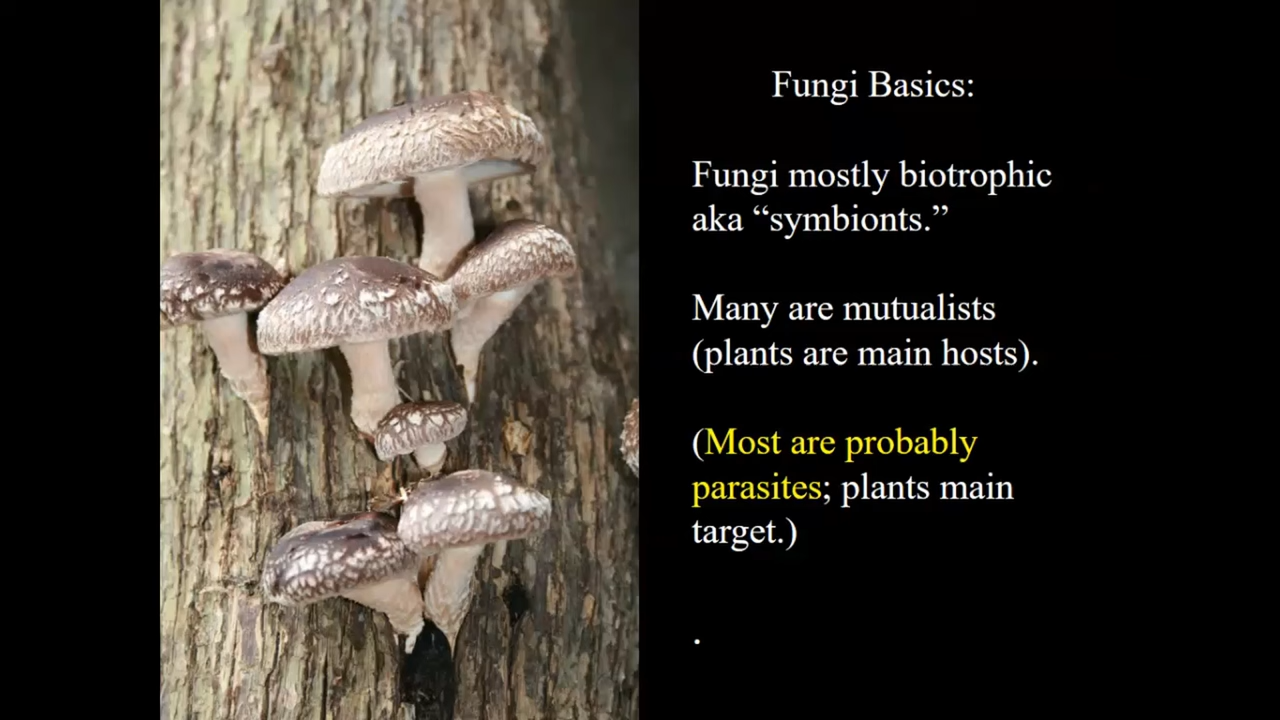 Fungi Basics:
Fungi mostly biotrophic
aka “symbionts.”
Many are mutualists
(plants are main hosts).
(Most are probably
parasites; plants main
target.)
.